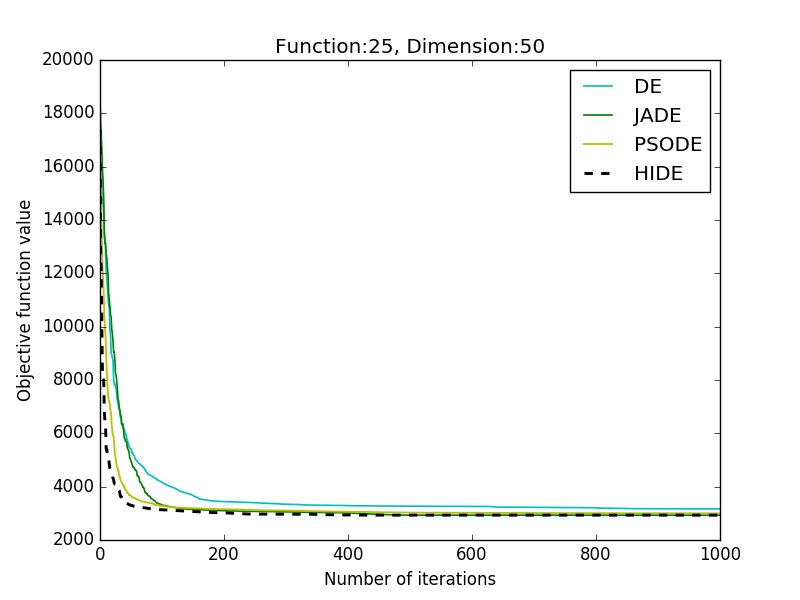 Function:25, Dimension:50
20000
18000
16000
14000
12000
10000
8000
6000
4000
2000
Objective function value
DE
JADE
PSODE
HIDE
0 200 400 600 800 1000
Number of iterations